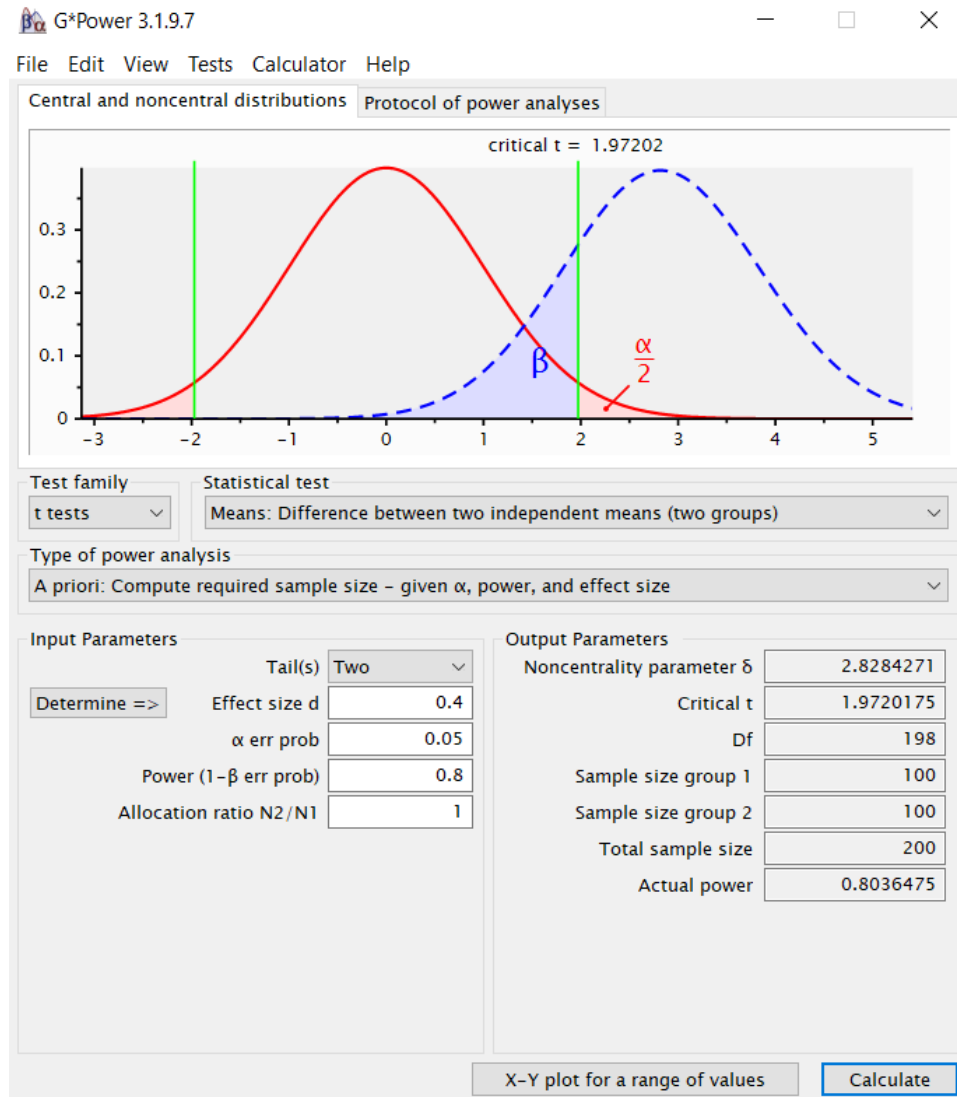 βα G*Power 3.1.9.7
File Edit View Tests Calculator Help
Central and noncentral distributions Protocol of power analyses
critical t = 1.97202
0.3
0.2
0.1
0
β
α
2
-3 -2 -1 0 1 2 3 4 5
Test family Statistical test
t tests Means: Difference between two independent means (two groups)
Type of power analysis
A priori: Compute required sample size – given α, power, and effect size
Input Parameters
Tail(s) Two
Determine => Effect size d 0.4
α err prob 0.05
Power (1-β err prob) 0.8
Allocation ratio N2/N1 1
Output Parameters
Noncentrality parameter δ 2.8284271
Critical t 1.9720175
Df 198
Sample size group 1 100
Sample size group 2 100
Total sample size 200
Actual power 0.8036475
X-Y plot for a range of values Calculate